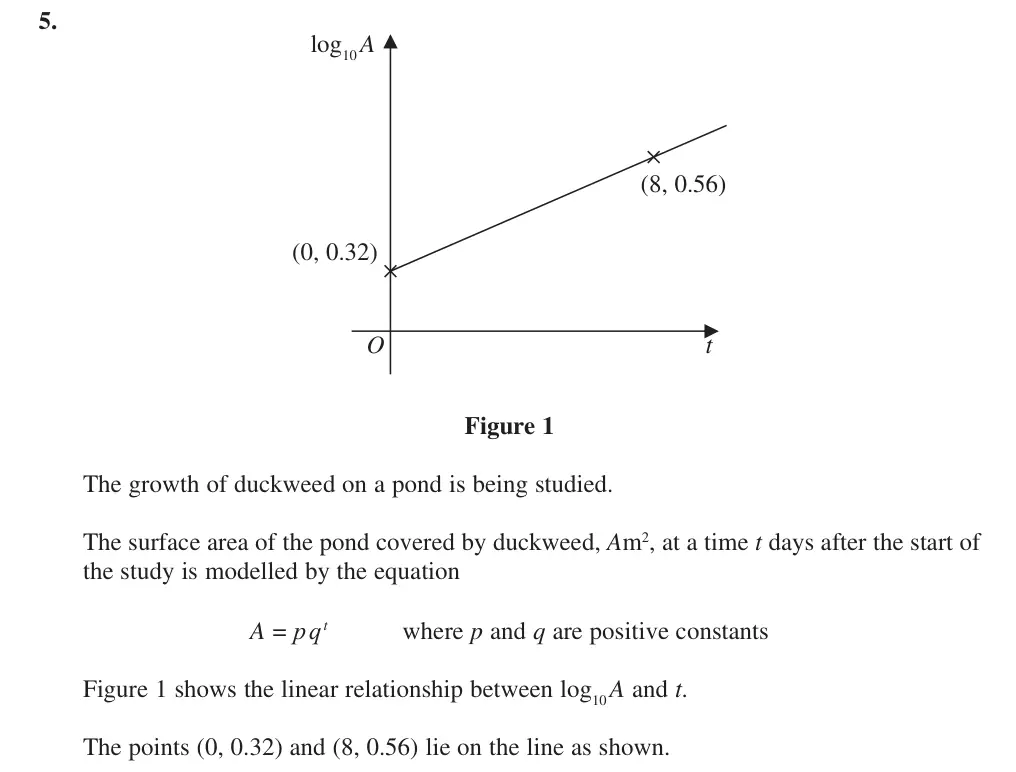 5.
log₁₀ A
(8, 0.56)
(0, 0.32)
O
t
Figure 1
The growth of duckweed on a pond is being studied.
The surface area of the pond covered by duckweed, Am², at a time t days after the start of
the study is modelled by the equation
A = pqᵗ where p and q are positive constants
Figure 1 shows the linear relationship between log₁₀ A and t.
The points (0, 0.32) and (8, 0.56) lie on the line as shown.